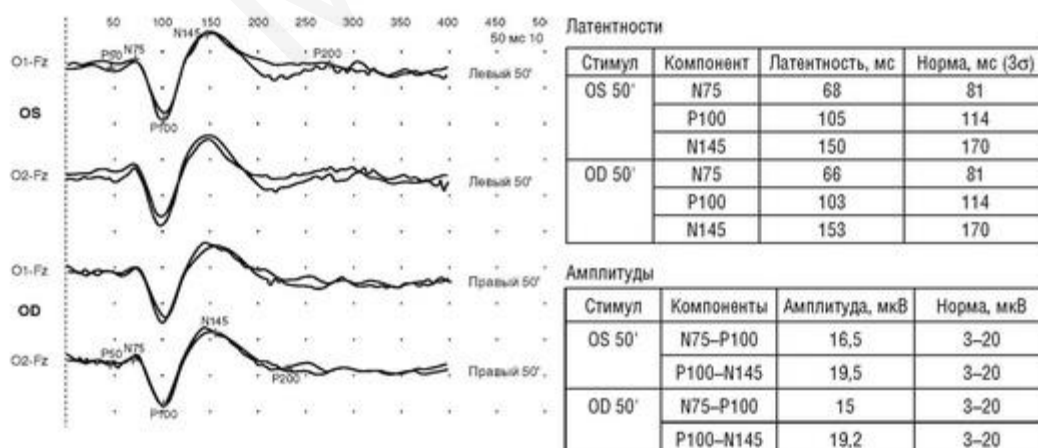 50 100 150 200 250 300 350 400 450 50
50 мс 10
N145
P50 N75
P200
O1-Fz
Левый 50'
OS
P100
O2-Fz
Левый 50'
O1-Fz
Правый 50'
OD
N145
P50 N75
O2-Fz
P200
Правый 50'
P100
Латентности
Стимул Компонент Латентность, мс Норма, мс (3σ)
OS 50' N75 68 81
P100 105 114
N145 150 170
OD 50' N75 66 81
P100 103 114
N145 153 170
Амплитуды
Стимул Компоненты Амплитуда, мкВ Норма, мкВ
OS 50' N75–P100 16,5 3–20
P100–N145 19,5 3–20
OD 50' N75–P100 15 3–20
P100–N145 19,2 3–20